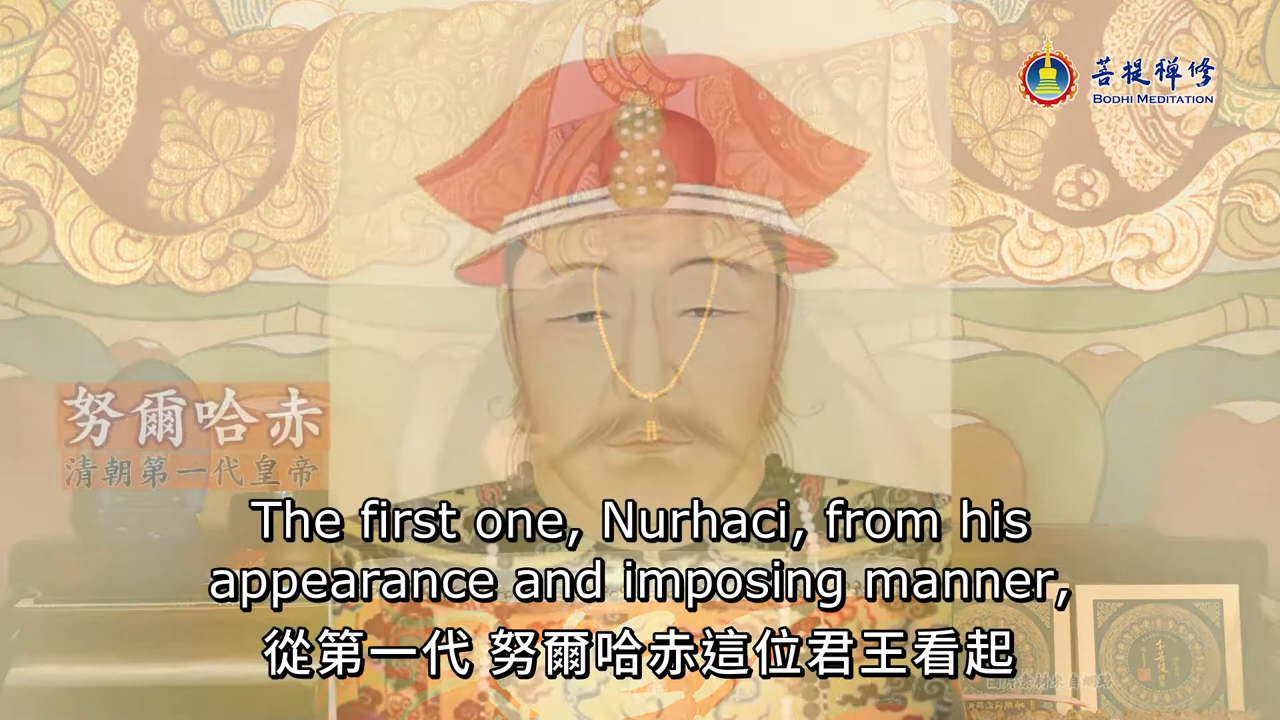 菩提禪修
BODHI MEDITATION
努爾哈赤
清朝第一代皇帝
The first one, Nurhaci, from his
appearance and imposing manner,
從第一代 努爾哈赤這位君王看起